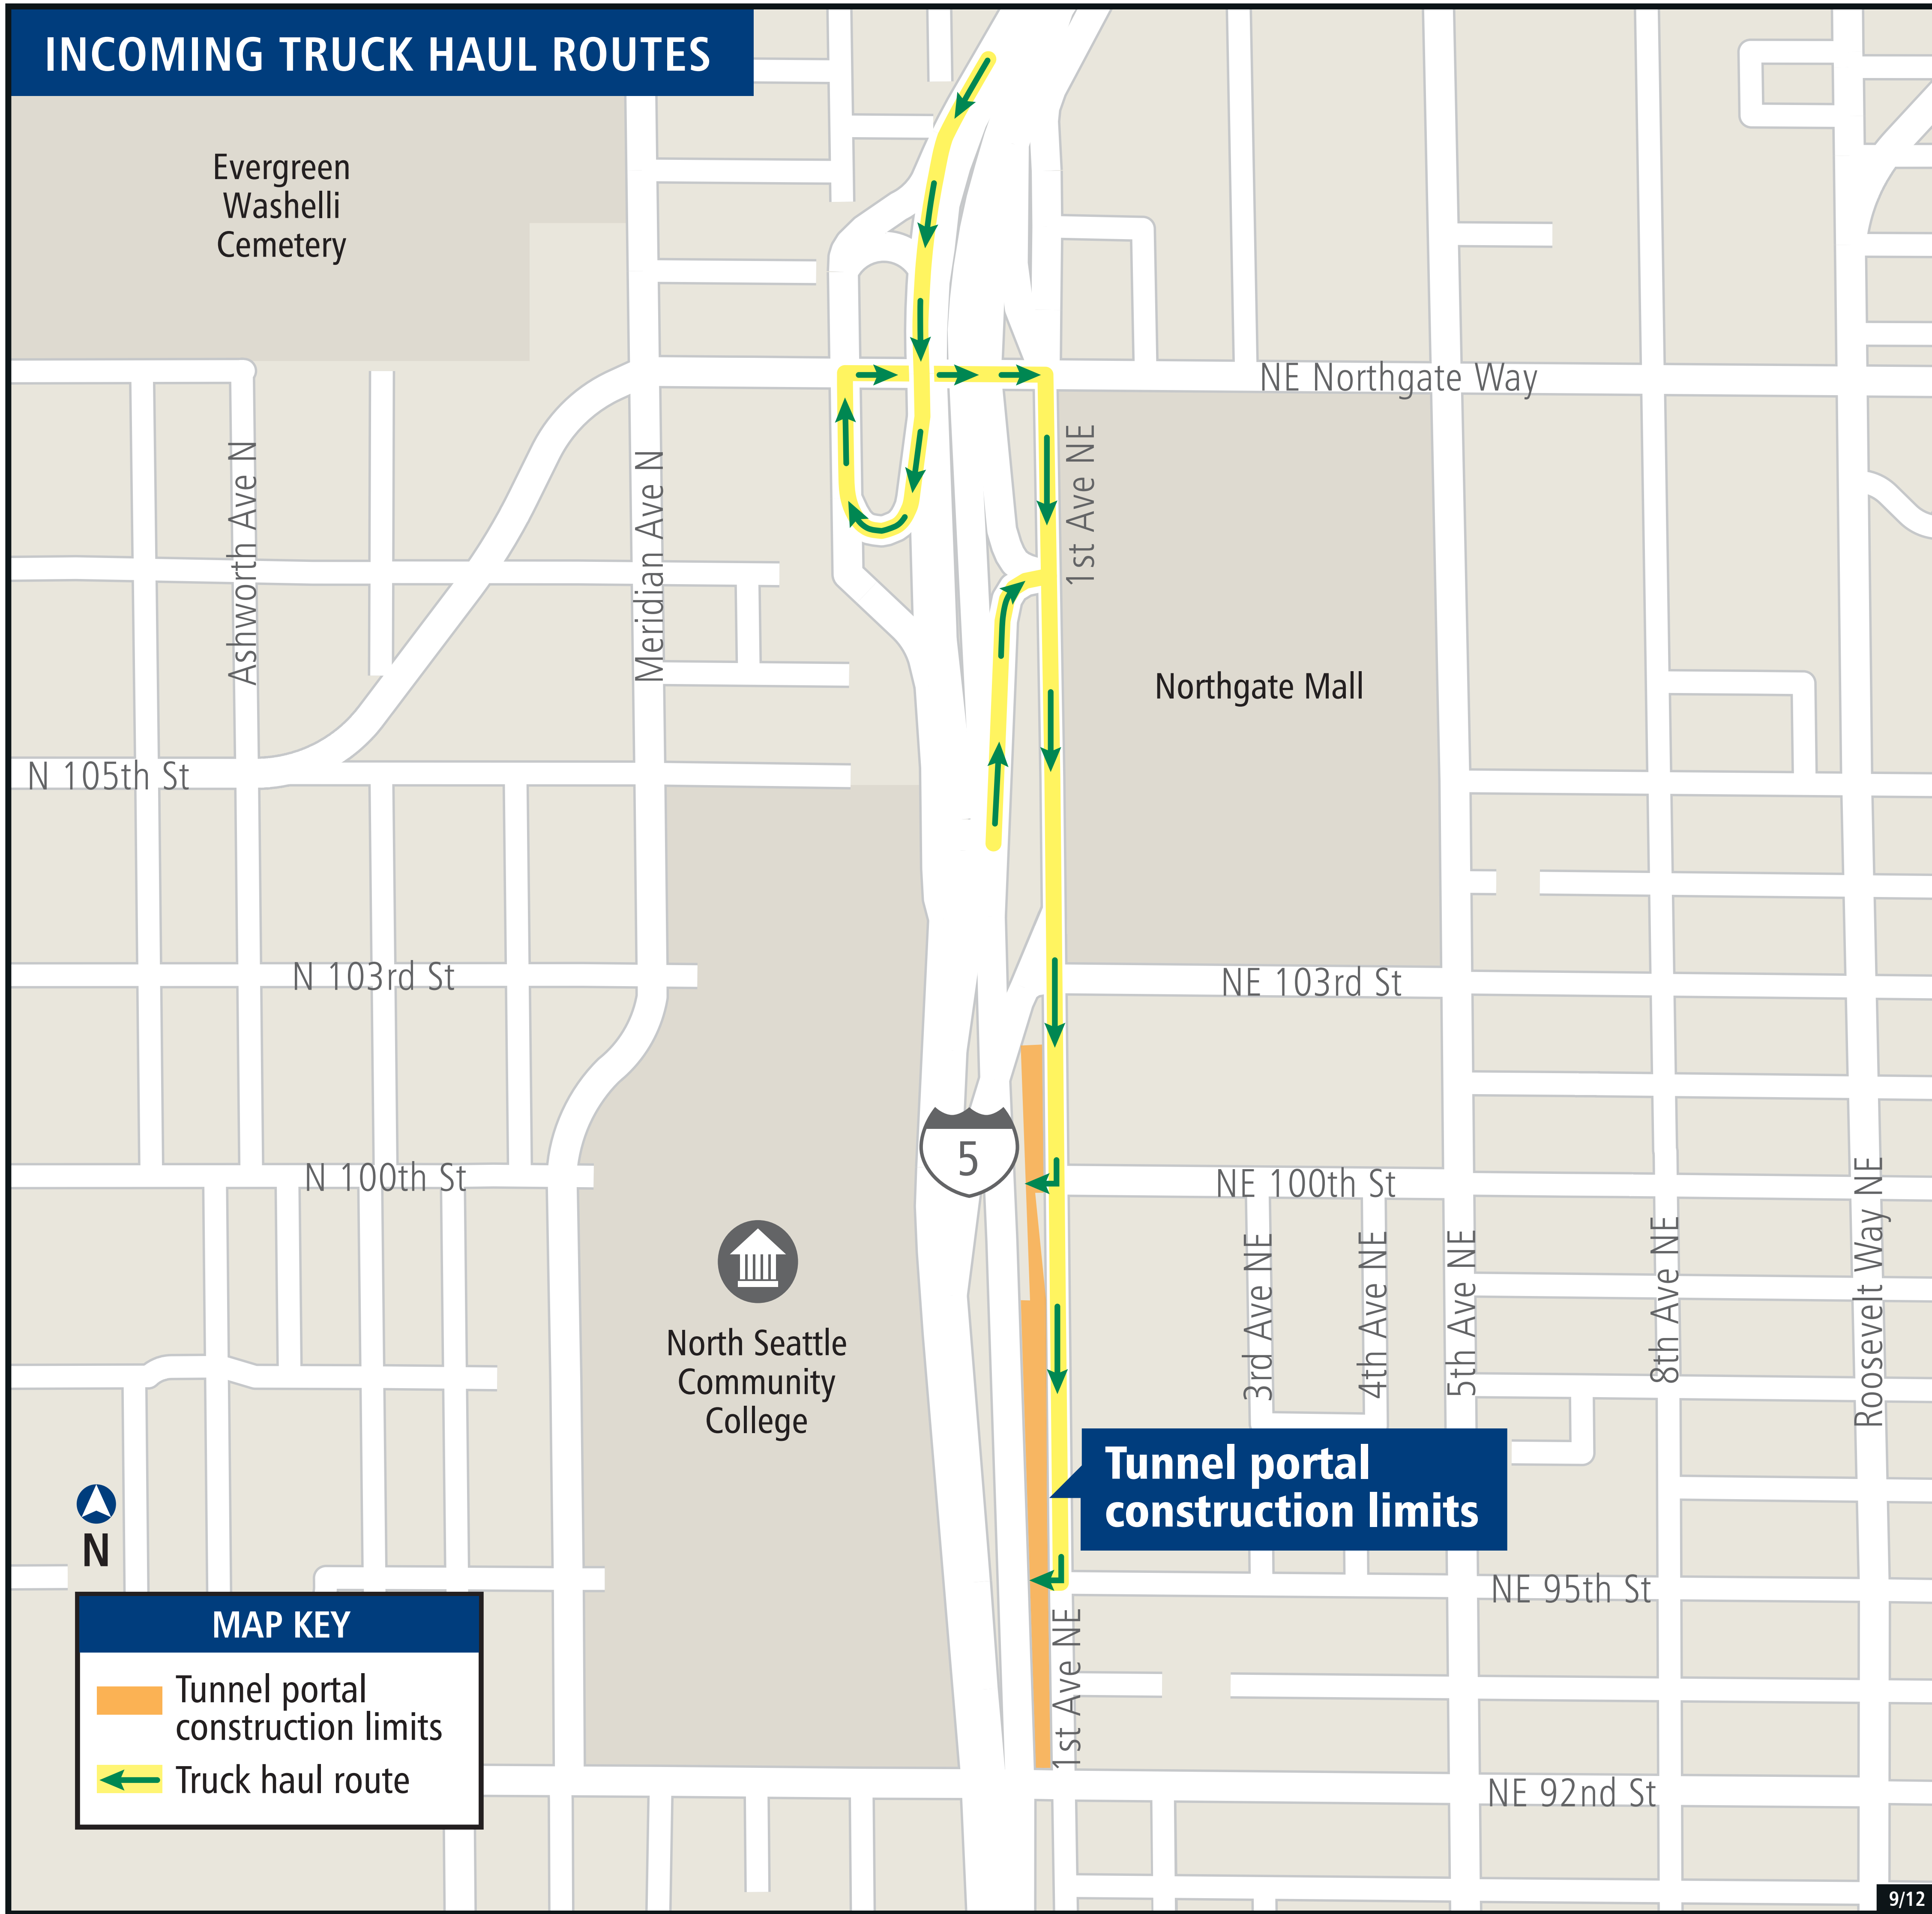 INCOMING TRUCK HAUL ROUTES
Evergreen
Washelli
Cemetery
NE Northgate Way
1st Ave NE
Ashworth Ave N
Meridian Ave N
Northgate Mall
N 105th St
N 103rd St
NE 103rd St
5
N 100th St
NE 100th St
3rd Ave NE
4th Ave NE
5th Ave NE
8th Ave NE
Roosevelt Way NE
North Seattle
Community
College
Tunnel portal
construction limits
N
NE 95th St
1st Ave NE
MAP KEY
Tunnel portal
construction limits
Truck haul route
NE 92nd St
9/12